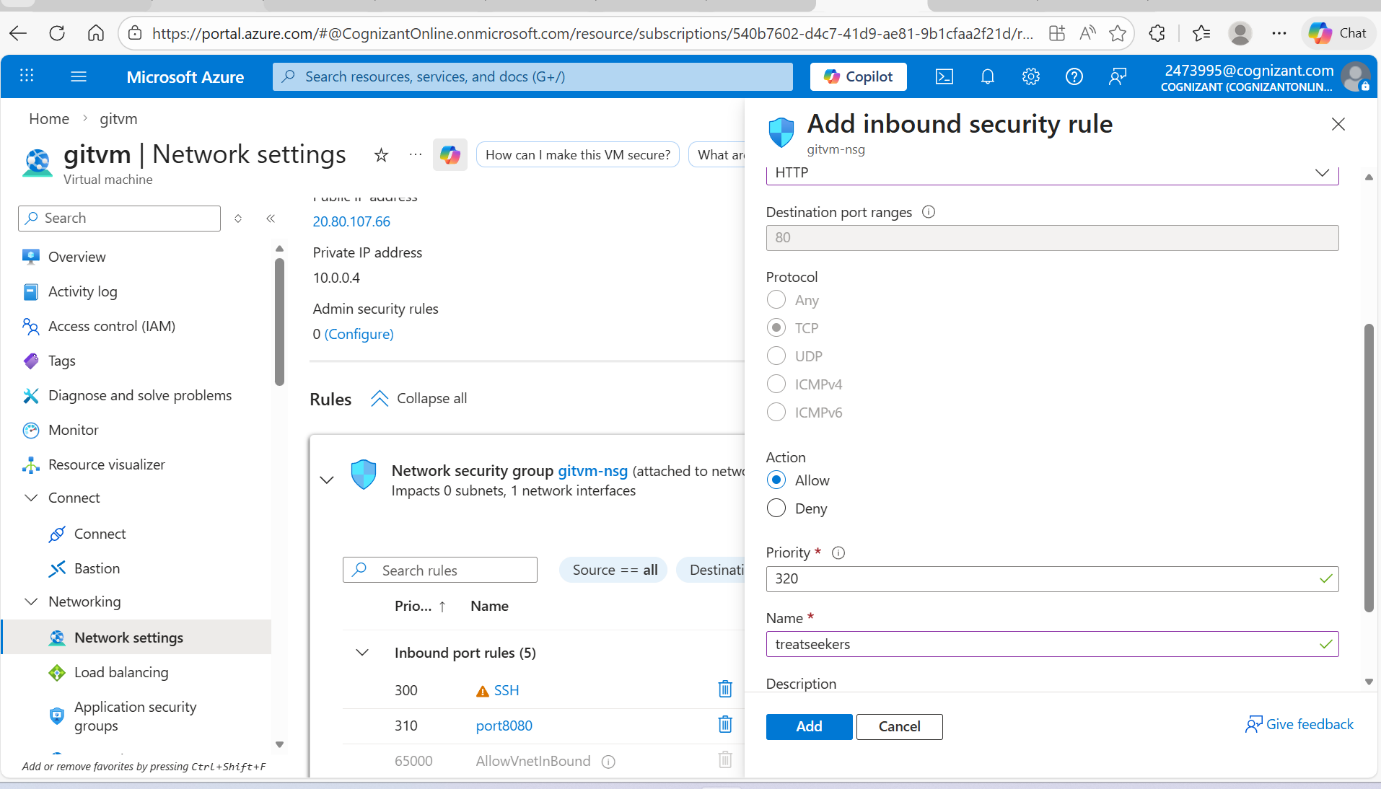 https://portal.azure.com/#@CognizantOnline.onmicrosoft.com/resource/subscriptions/540b7602-d4c7-41d9-ae81-9b1cfaa2f21d/r...
Chat
Microsoft Azure
Search resources, services, and docs (G+/)
Copilot
2473995@cognizant.com
COGNIZANT (COGNIZANTONLIN...
Home > gitvm
gitvm | Network settings
Virtual machine
How can I make this VM secure?
What are
Search
Overview
Activity log
Access control (IAM)
Tags
Diagnose and solve problems
Monitor
Resource visualizer
Connect
Connect
Bastion
Networking
Network settings
Load balancing
Application security
groups
Add or remove favorites by pressing Ctrl+Shift+F
Public IP address
20.80.107.66
Private IP address
10.0.0.4
Admin security rules
0 (Configure)
Rules
Collapse all
Network security group gitvm-nsg (attached to netwo
Impacts 0 subnets, 1 network interfaces
Search rules
Source == all
Destinati
Prio... ↑ Name
Inbound port rules (5)
300 SSH
310 port8080
65000 AllowVnetInBound
Add inbound security rule
gitvm-nsg
HTTP
Destination port ranges
80
Protocol
Any
TCP
UDP
ICMPv4
ICMPv6
Action
Allow
Deny
Priority *
320
Name *
treatseekers
Description
Add
Cancel
Give feedback